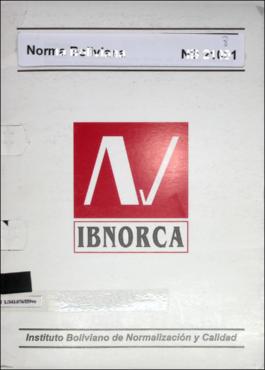 Norma Boliviana
IBNORCA
Instituto Boliviano de Normalización y Calidad